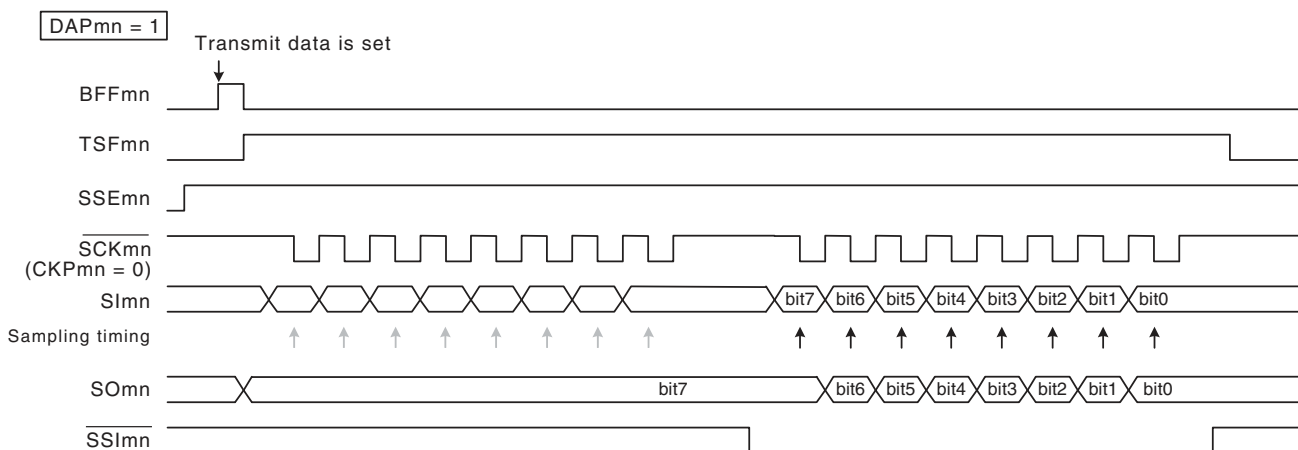 DAPmn = 1
Transmit data is set
BFFmn
TSFmn
SSEmn
SCKmn
(CKPmn = 0)
SImn
bit7 bit6 bit5 bit4 bit3 bit2 bit1 bit0
Sampling timing
SOmn
bit7 bit6 bit5 bit4 bit3 bit2 bit1 bit0
SSImn